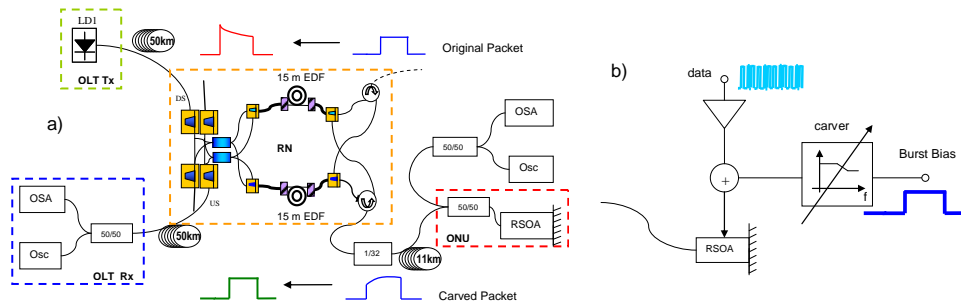 LD1
50km
OLT Tx
Original Packet
a)
DS
15 m EDF
RN
US
15 m EDF
OSA
Osc
50/50
OLT Rx
50km
OSA
50/50
Osc
50/50
RSOA
ONU
1/32
11km
Carved Packet
b)
data
carver
Burst Bias
+
f
RSOA